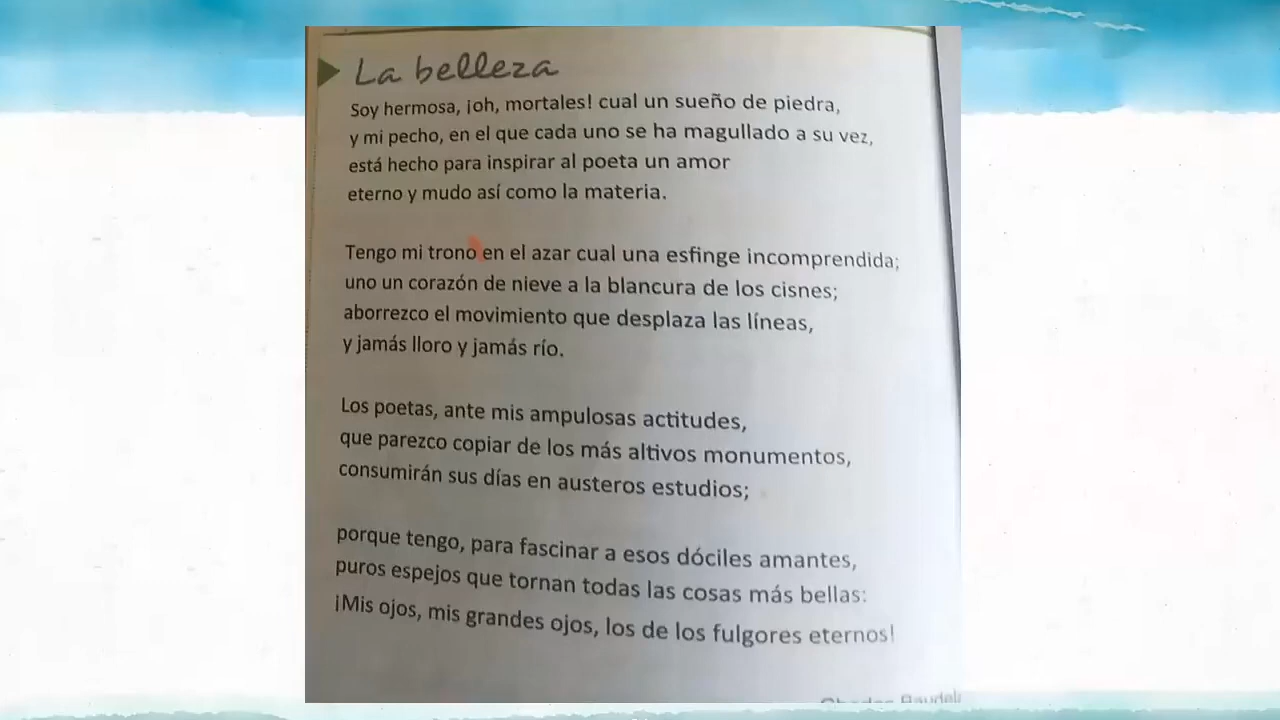 La belleza
Soy hermosa, ¡oh, mortales! cual un sueño de piedra,
y mi pecho, en el que cada uno se ha magullado a su vez,
está hecho para inspirar al poeta un amor
eterno y mudo así como la materia.
Tengo mi trono en el azar cual una esfinge incomprendida;
uno un corazón de nieve a la blancura de los cisnes;
aborrezco el movimiento que desplaza las líneas,
y jamás lloro y jamás río.
Los poetas, ante mis ampulosas actitudes,
que parezco copiar de los más altivos monumentos,
consumirán sus días en austeros estudios;
porque tengo, para fascinar a esos dóciles amantes,
puros espejos que tornan todas las cosas más bellas:
¡Mis ojos, mis grandes ojos, los de los fulgores eternos!